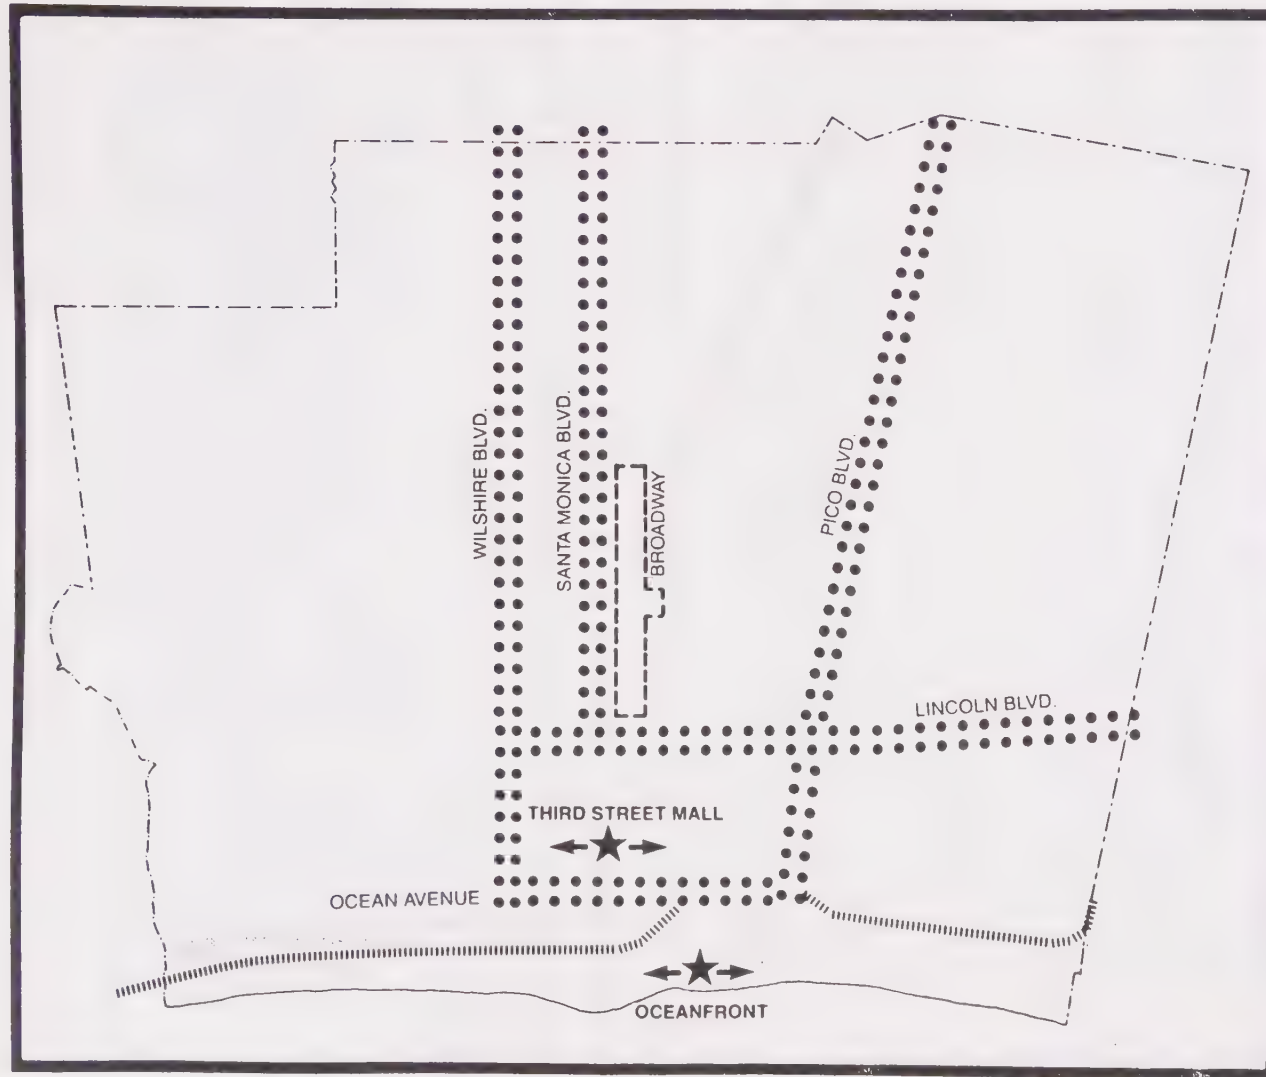 WILSHIRE BLVD.
SANTA MONICA BLVD.
BROADWAY
PICO BLVD.
LINCOLN BLVD.
THIRD STREET MALL
OCEAN AVENUE
OCEANFRONT